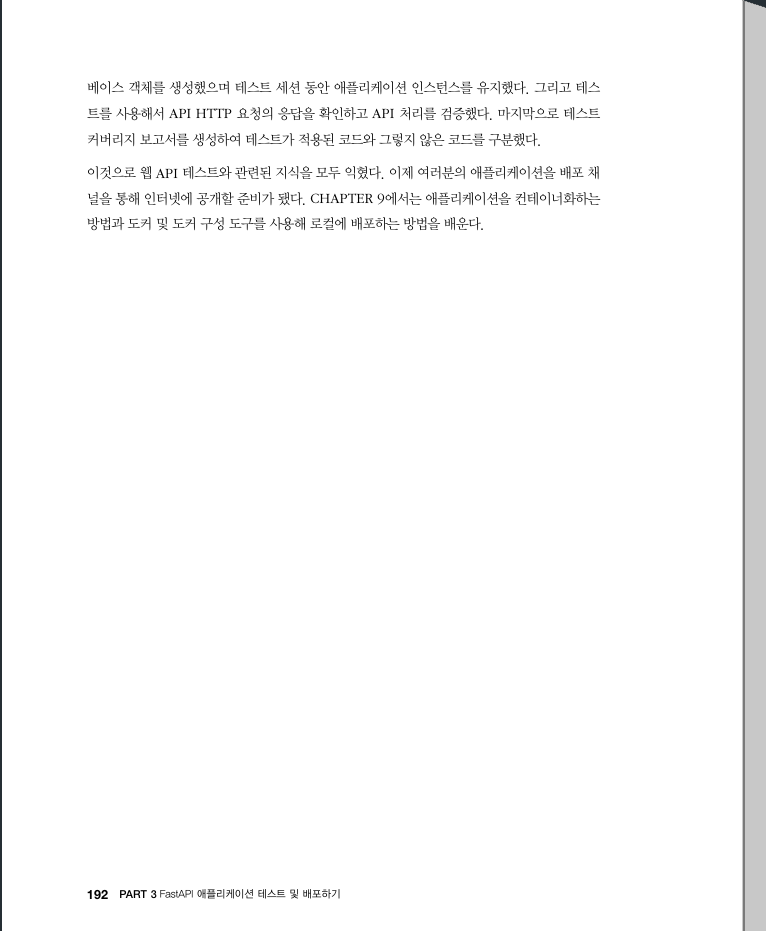 베이스 객체를 생성했으며 테스트 세션 동안 애플리케이션 인스턴스를 유지했다. 그리고 테스
트를 사용해서 API HTTP 요청의 응답을 확인하고 API 처리를 검증했다. 마지막으로 테스트
커버리지 보고서를 생성하여 테스트가 적용된 코드와 그렇지 않은 코드를 구분했다.
이것으로 웹 API 테스트와 관련된 지식을 모두 익혔다. 이제 여러분의 애플리케이션을 배포 채
널을 통해 인터넷에 공개할 준비가 됐다. CHAPTER 9에서는 애플리케이션을 컨테이너화하는
방법과 도커 및 도커 구성 도구를 사용해 로컬에 배포하는 방법을 배운다.
192 PART 3 FastAPI 애플리케이션 테스트 및 배포하기